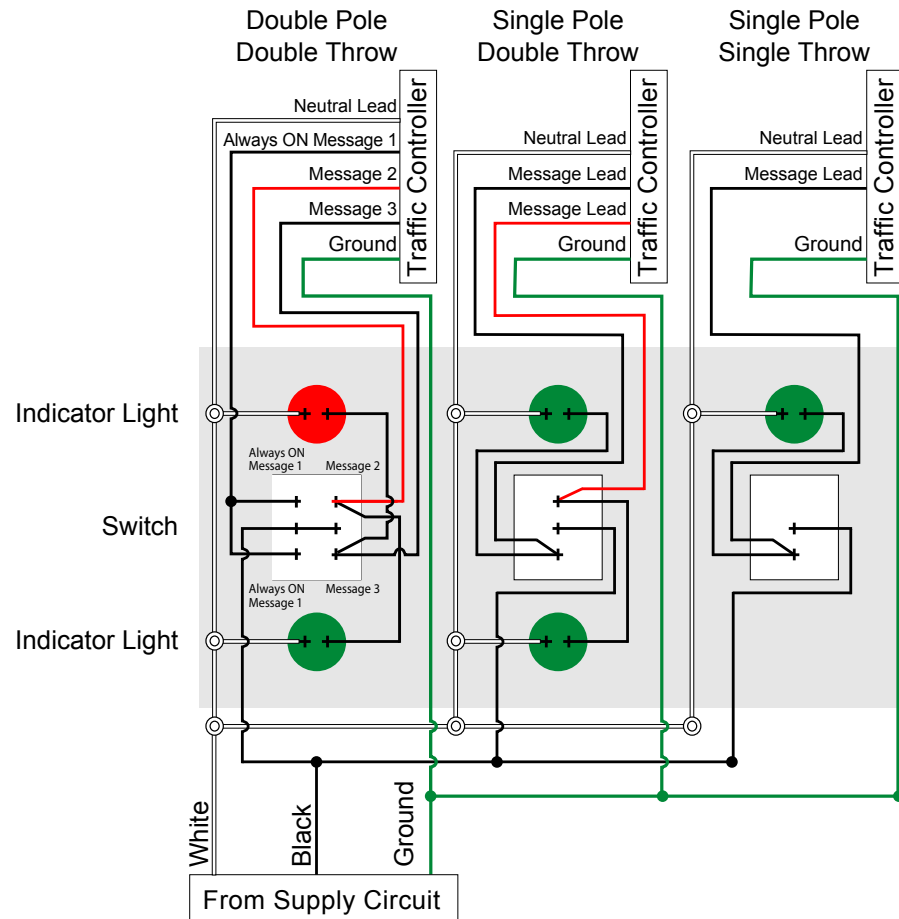 Double Pole
Double Throw
Single Pole
Double Throw
Single Pole
Single Throw
Neutral Lead
Always ON Message 1
Message 2
Message 3
Ground
Traffic Controller
Neutral Lead
Message Lead
Message Lead
Ground
Traffic Controller
Neutral Lead
Message Lead
Ground
Traffic Controller
Indicator Light
Always ON
Message 1
Message 2
Switch
Always ON
Message 1
Message 3
Indicator Light
White
Black
Ground
From Supply Circuit